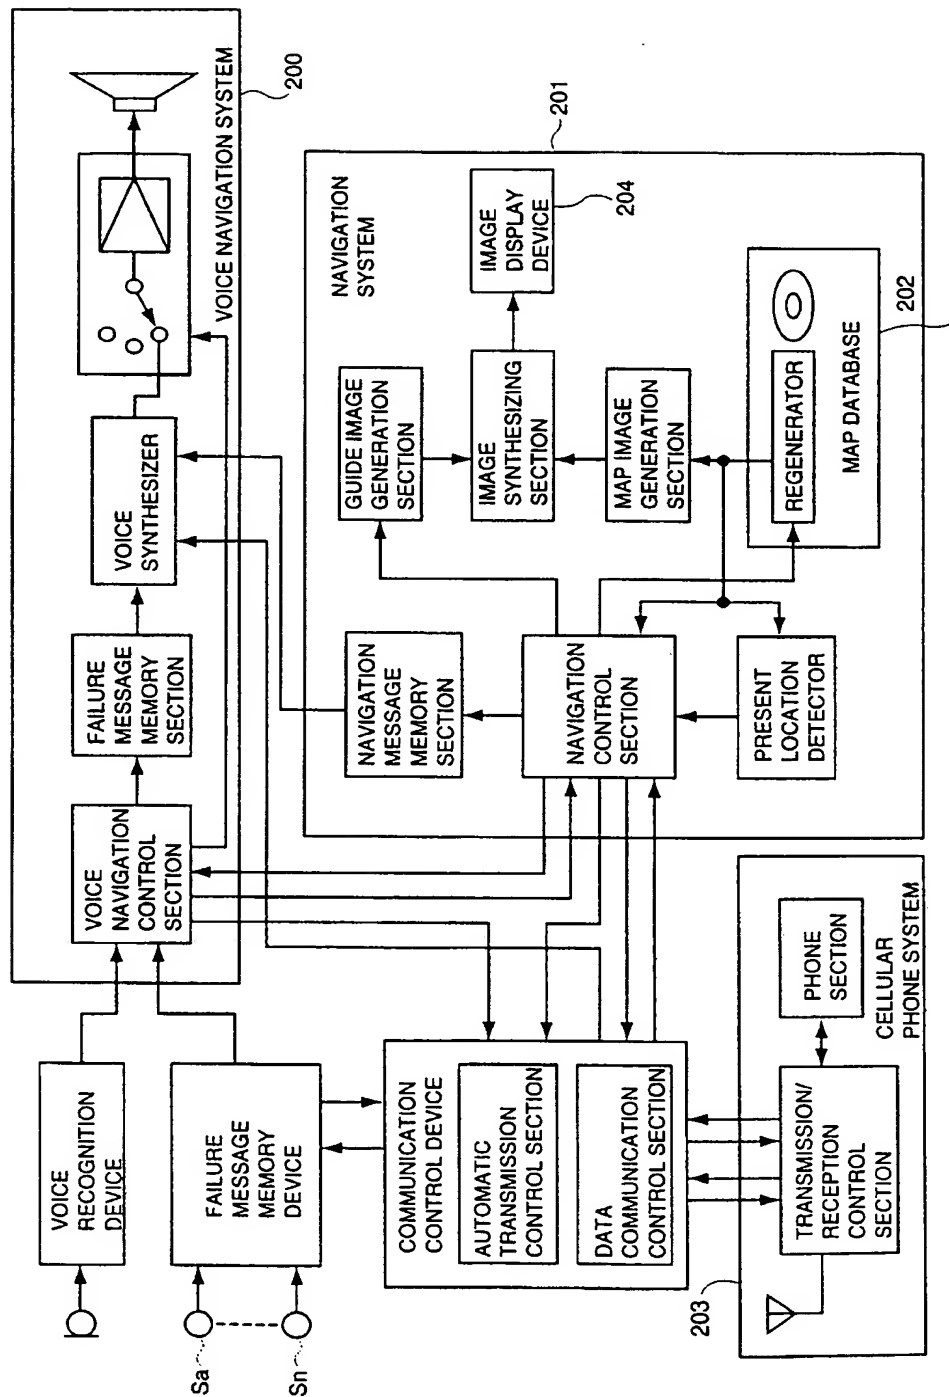 VOICE NAVIGATION SYSTEM
200
VOICE
SYNTHESIZER
FAILURE
MESSAGE
MEMORY
SECTION
VOICE
NAVIGATION
CONTROL
SECTION
VOICE
RECOGNITION
DEVICE
FAILURE
MESSAGE
MEMORY
DEVICE
Sa
Sn
COMMUNICATION
CONTROL DEVICE
AUTOMATIC
TRANSMISSION
CONTROL SECTION
DATA
COMMUNICATION
CONTROL SECTION
201
NAVIGATION
SYSTEM
IMAGE
DISPLAY
DEVICE
204
GUIDE IMAGE
GENERATION
SECTION
IMAGE
SYNTHESIZING
SECTION
MAP IMAGE
GENERATION
SECTION
REGENERATOR
MAP DATABASE
202
NAVIGATION
MESSAGE
MEMORY
SECTION
NAVIGATION
CONTROL
SECTION
PRESENT
LOCATION
DETECTOR
203
PHONE
SECTION
CELLULAR
PHONE SYSTEM
TRANSMISSION/
RECEPTION
CONTROL
SECTION